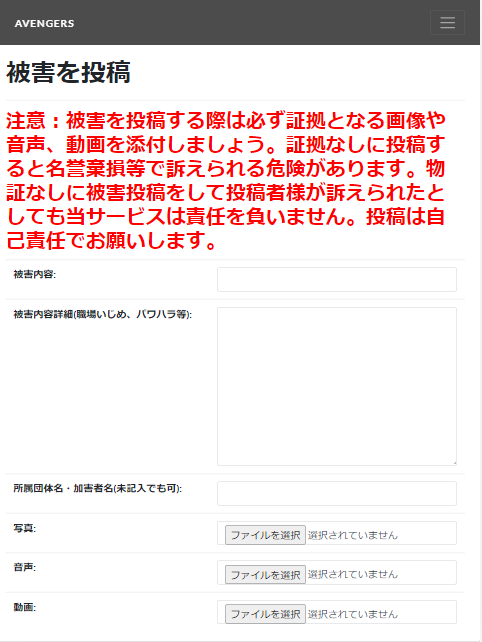 AVENGERS
被害を投稿
注意：被害を投稿する際は必ず証拠となる画像や
音声、動画を添付しましょう。証拠なしに投稿す
ると名誉棄損等で訴えられる危険があります。物
証なしに被害投稿をして投稿者様が訴えられたと
しても当サービスは責任を負いません。投稿は自
己責任でお願いします。
被害内容:
被害内容詳細(職場いじめ、パワハラ等):
所属団体名・加害者名(未記入でも可):
写真: ファイルを選択 選択されていません
音声: ファイルを選択 選択されていません
動画: ファイルを選択 選択されていません